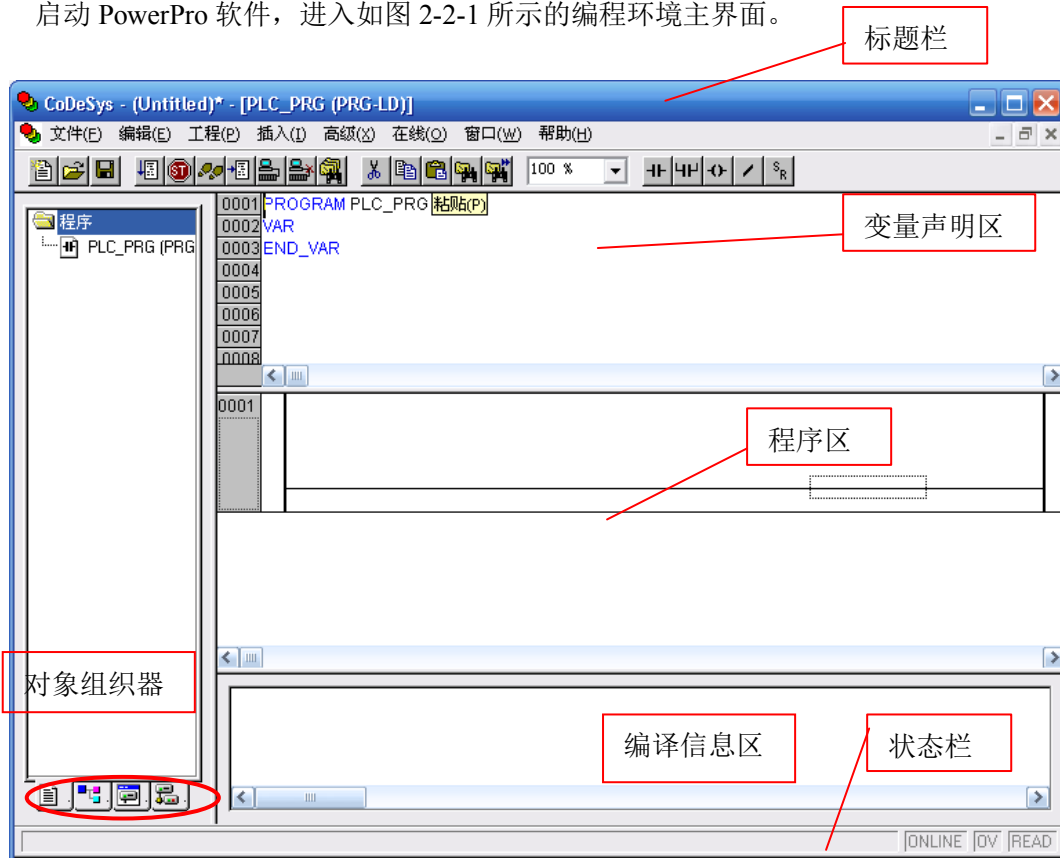 启动 PowerPro 软件，进入如图 2-2-1 所示的编程环境主界面。
标题栏
CoDeSys - (Untitled)* - [PLC_PRG (PRG-LD)]
文件(F) 编辑(E) 工程(P) 插入(I) 高级(X) 在线(O) 窗口(W) 帮助(H)
100 %
S
R
程序
PLC_PRG (PRG
0001 PROGRAM PLC_PRG 粘贴(P)
0002 VAR
0003 END_VAR
0004
0005
0006
0007
0008
变量声明区
0001
程序区
对象组织器
编译信息区
状态栏
ONLINE OV READ